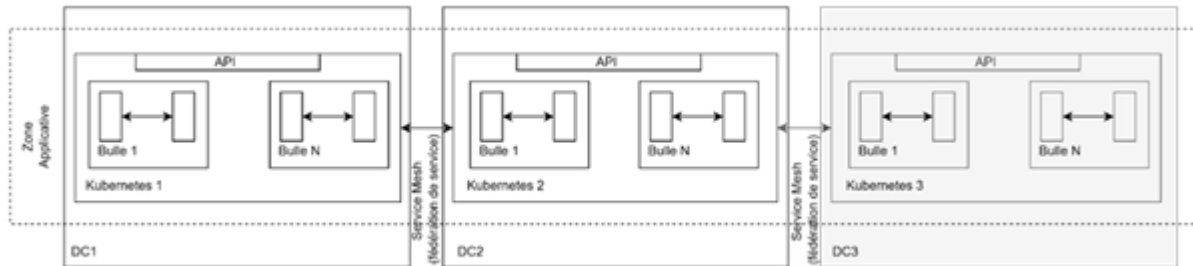 Zone
Applicative
API
Bulle 1
Bulle N
Kubernetes 1
DC1
Service Mesh
(fédération de service)
API
Bulle 1
Bulle N
Kubernetes 2
DC2
Service Mesh
(fédération de service)
API
Bulle 1
Bulle N
Kubernetes 3
DC3